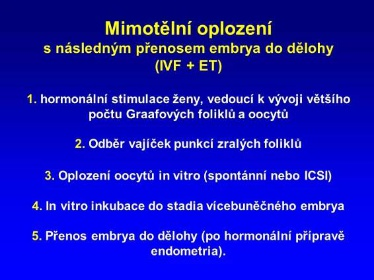 Mimotělní oplození
s následným přenosem embrya do dělohy
(IVF + ET)
1. hormonální stimulace ženy, vedoucí k vývoji většího
počtu Graafových foliklů a oocytů
2. Odběr vajíček punkcí zralých foliklů
3. Oplození oocytů in vitro (spontánní nebo ICSI)
4. In vitro inkubace do stadia vícebuněčného embrya
5. Přenos embrya do dělohy (po hormonální přípravě
endometria).